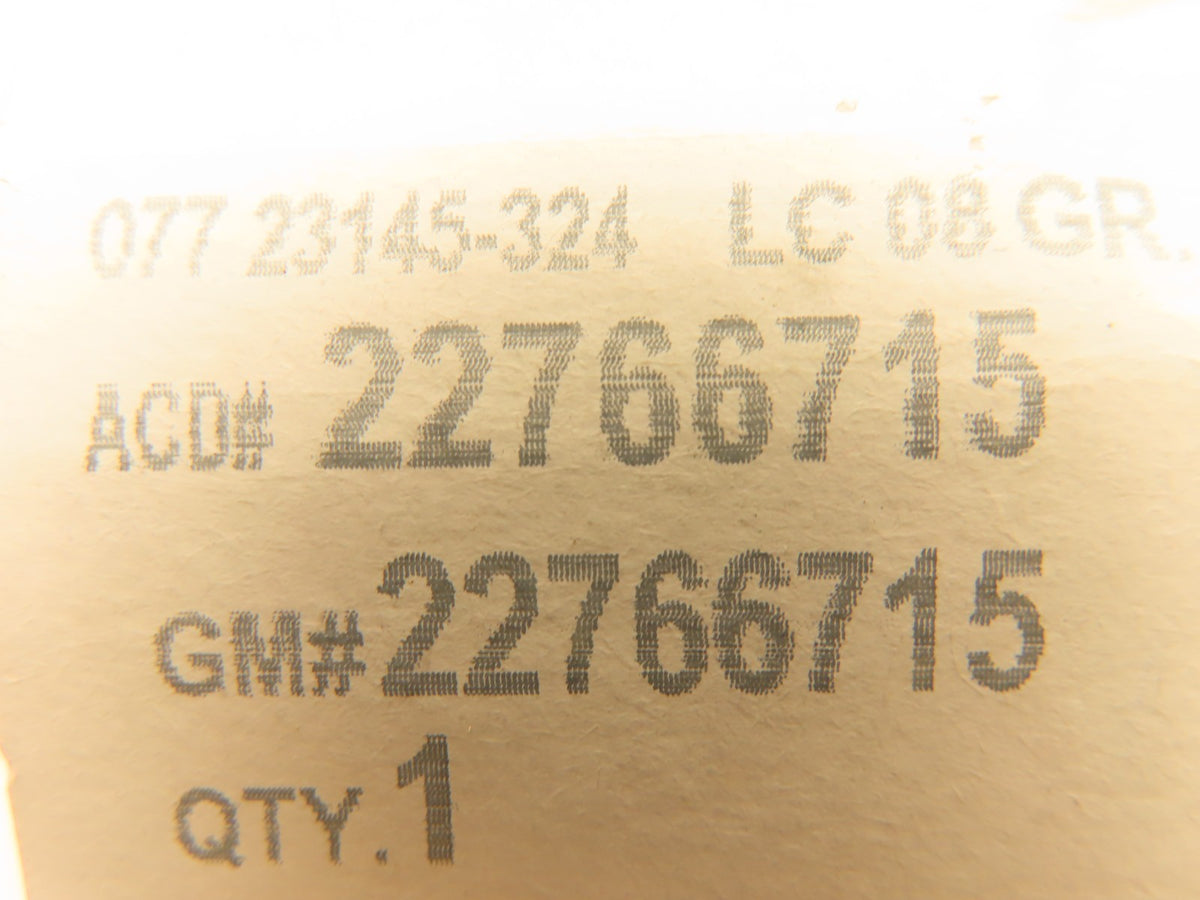 077 23145-324 LC 08 GR.
ACD# 22766715
GM# 22766715
QTY. 1